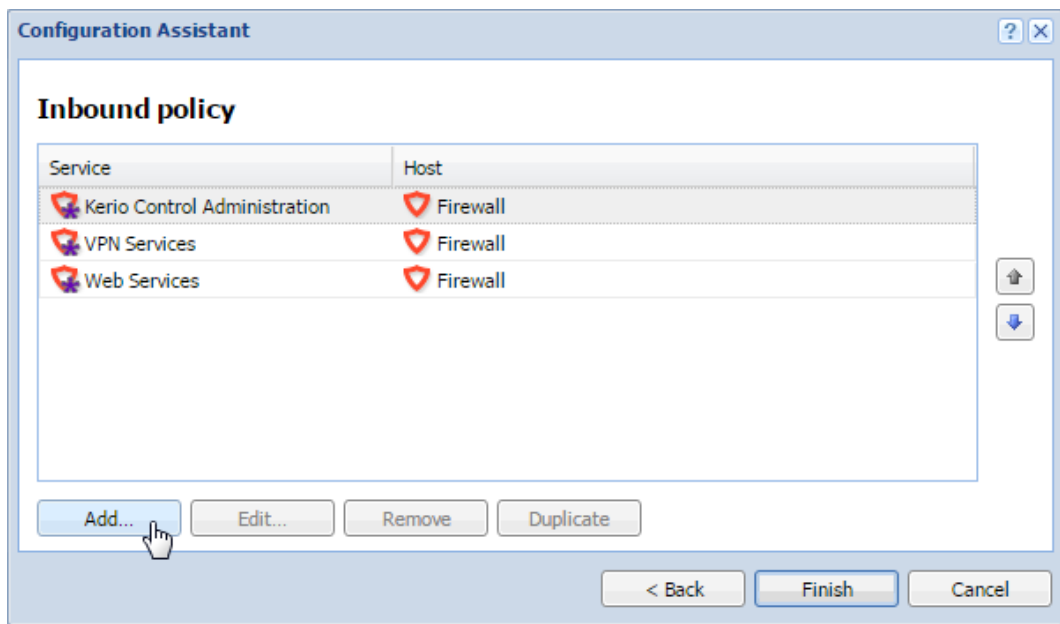 Configuration Assistant
Inbound policy
Service Host
Kerio Control Administration Firewall
VPN Services Firewall
Web Services Firewall
Add... Edit... Remove Duplicate
< Back Finish Cancel